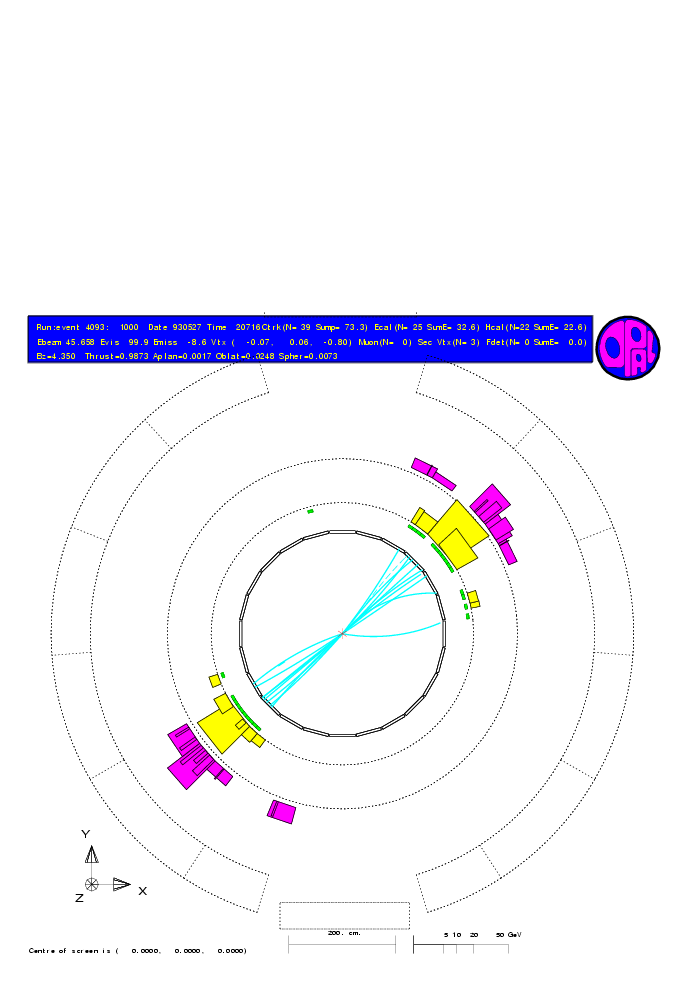 Run:event 4093: 1000 Date 930527 Time 20716 Ctrk(N= 39 Sump= 73.3) Ecal(N= 25 SumE= 32.6) Hcal(N=22 SumE= 22.6)
Ebeam 45.658 Evis 99.9 Emiss -8.6 Vtx ( -0.07, 0.06, -0.80) Muon(N= 0) Sec Vtx(N= 3) Fdet(N= 0 SumE= 0.0)
Bz=4.350 Thrust=0.9873 Aplan=0.0017 Oblat=0.0248 Spher=0.0073
OPAL
Y
X
Z
200. cm.
5 10 20 50 GeV
Centre of screen is ( 0.0000, 0.0000, 0.0000)